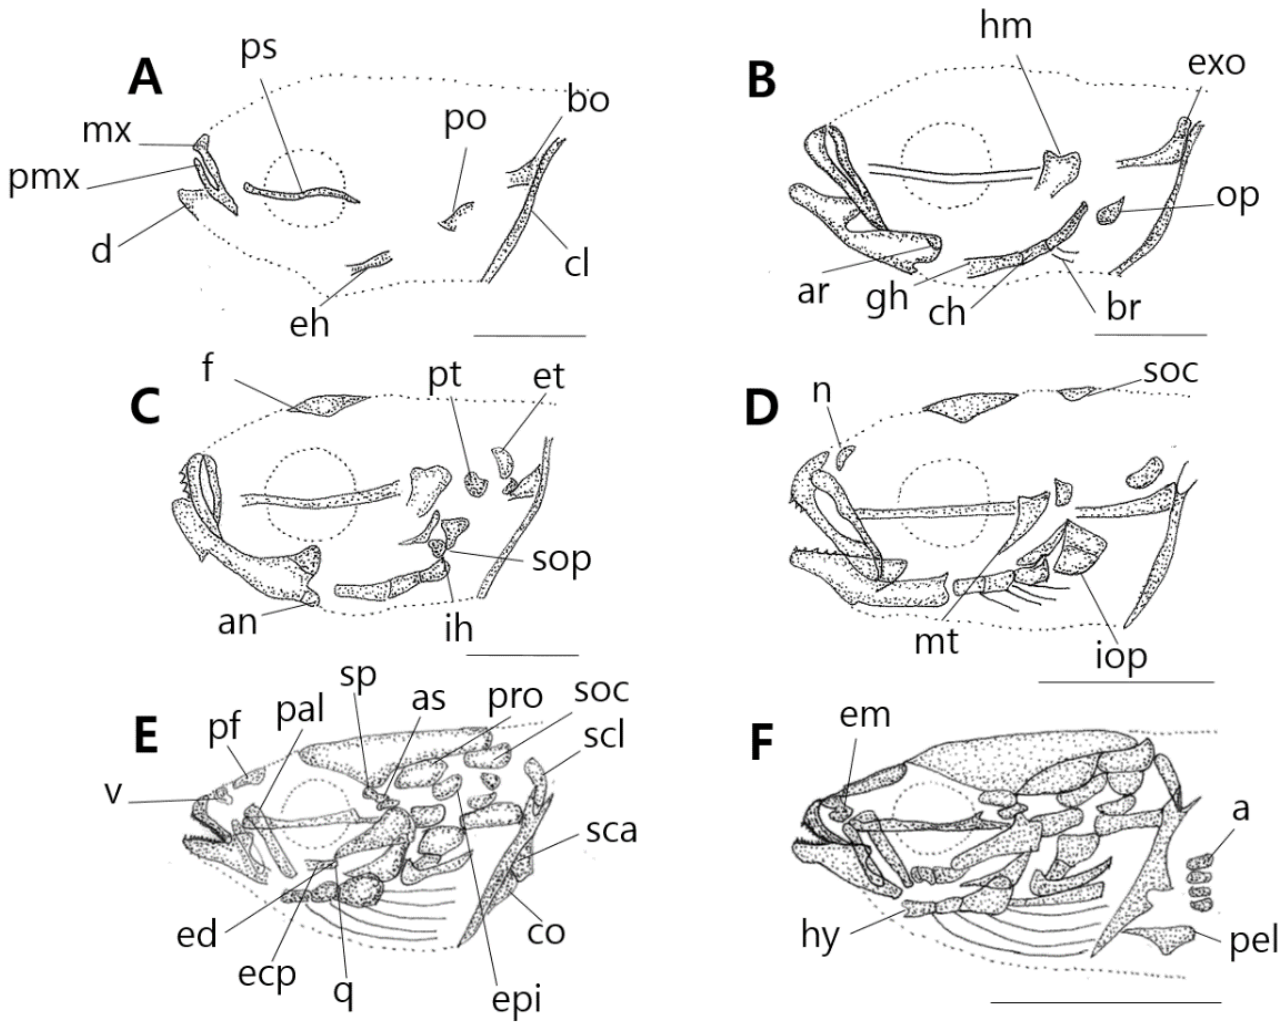 A
ps
mx
pmx
d
po
bo
cl
eh
B
hm
exo
op
ar
gh
ch
br
C
f
pt
et
sop
an
ih
D
n
soc
mt
iop
E
v
pf
pal
sp
as
pro
soc
scl
sca
co
ed
ecp
q
epi
F
em
a
hy
pel